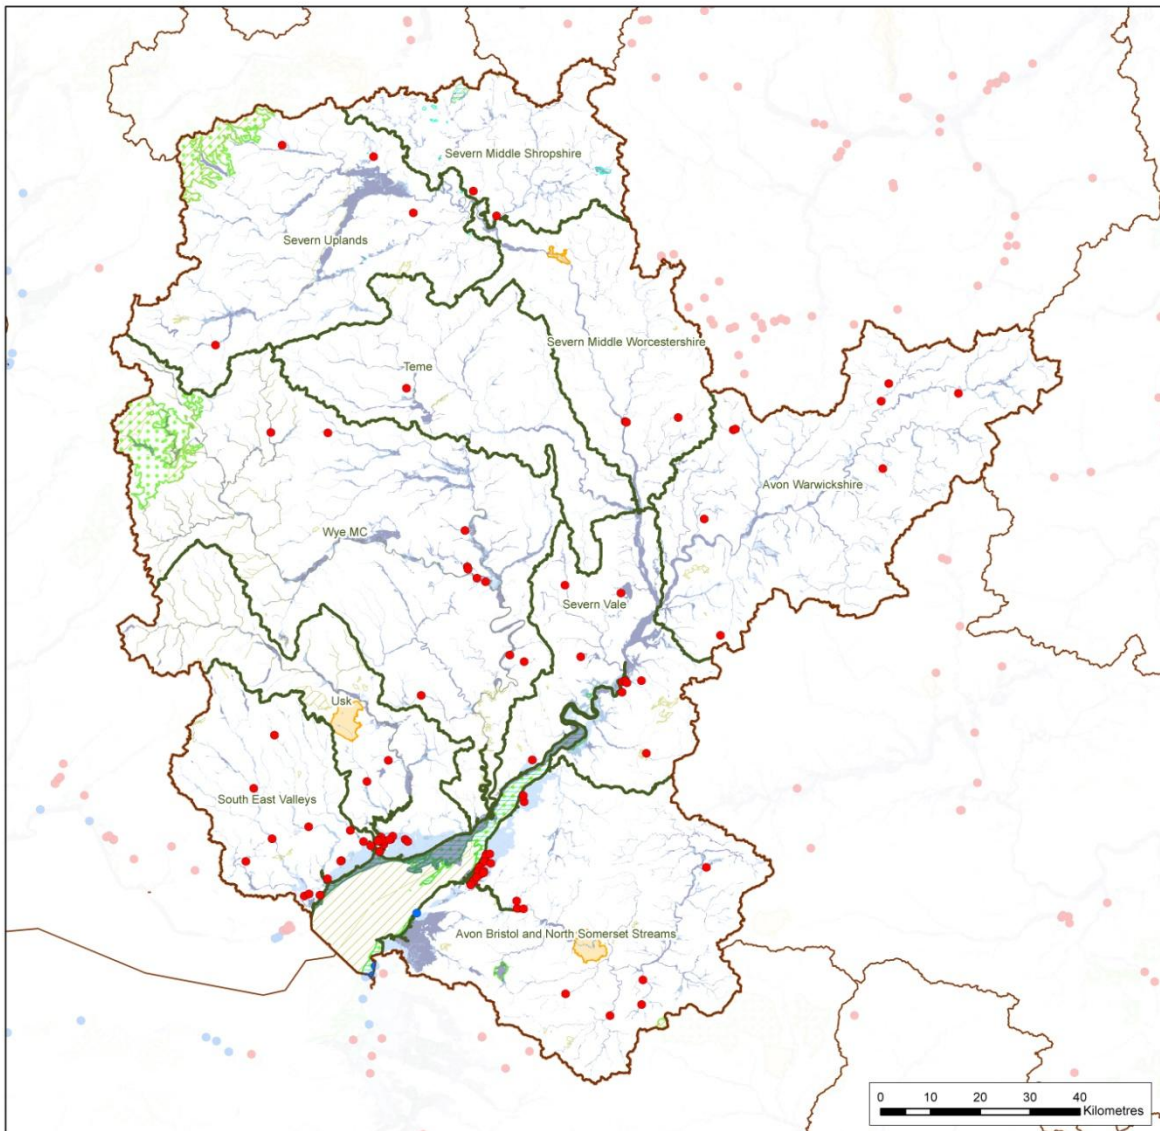 Severn Middle Shropshire
Severn Uplands
Severn Middle Worcestershire
Teme
Avon Warwickshire
Wye MC
Severn Vale
Usk
South East Valleys
Avon Bristol and North Somerset Streams
0 10 20 30 40
Kilometres